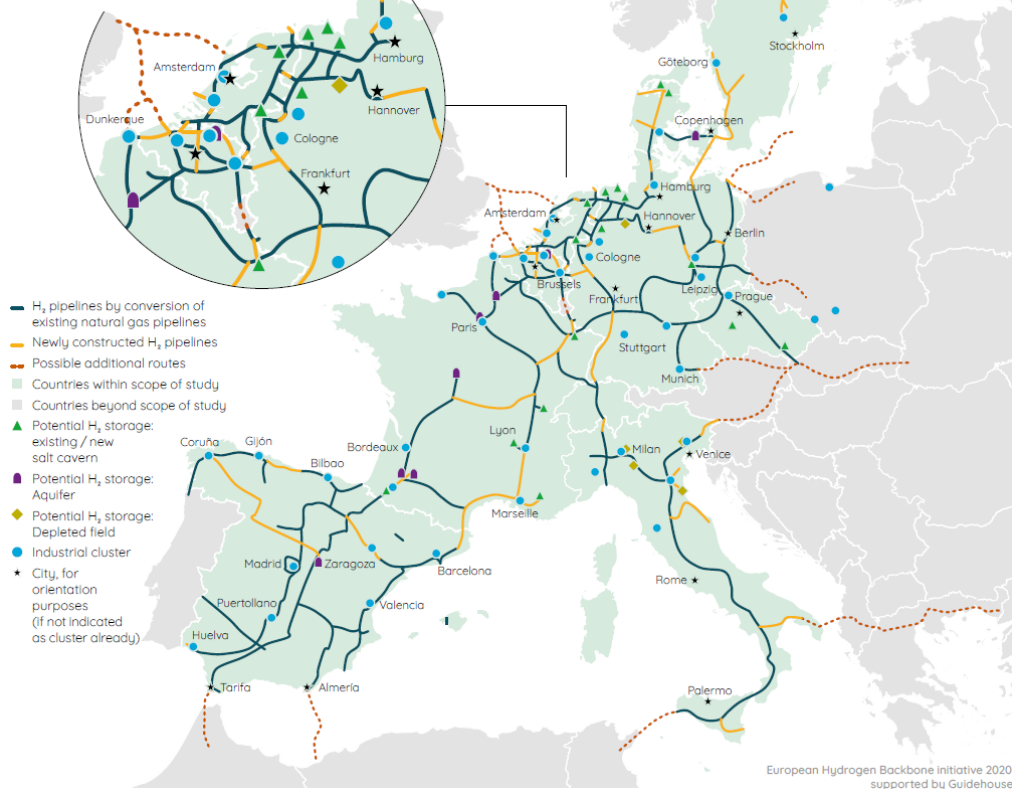 Stockholm
Göteborg
Copenhagen
Hamburg
Amsterdam
Hannover
Dunkerque
Cologne
Frankfurt
Hamburg
Amsterdam
Hannover
Berlin
Cologne
Brussels
Leipzig
Prague
Frankfurt
Paris
Stuttgart
Munich
H₂ pipelines by conversion of
existing natural gas pipelines
Newly constructed H₂ pipelines
Possible additional routes
Countries within scope of study
Countries beyond scope of study
Potential H₂ storage:
existing / new
salt cavern
Potential H₂ storage:
Aquifer
Potential H₂ storage:
Depleted field
Industrial cluster
City, for
orientation
purposes
(if not indicated
as cluster already)
Lyon
Coruña
Gijón
Bilbao
Bordeaux
Milan
Venice
Marseille
Madrid
Zaragoza
Barcelona
Puertollano
Valencia
Huelva
Rome
Tarifa
Almería
Palermo
European Hydrogen Backbone initiative 2020
supported by Guidehouse